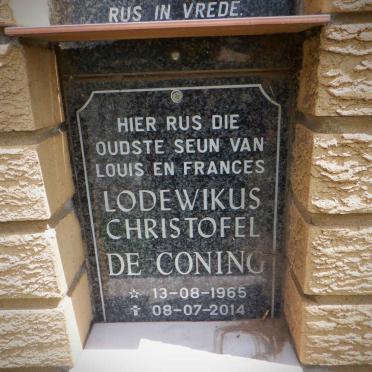 RUS IN VREDE.
HIER RUS DIE
OUDSTE SEUN VAN
LOUIS EN FRANCES
LODEWIKUS
CHRISTOFEL
DE CONING
☆ 13-08-1965
✝ 08-07-2014